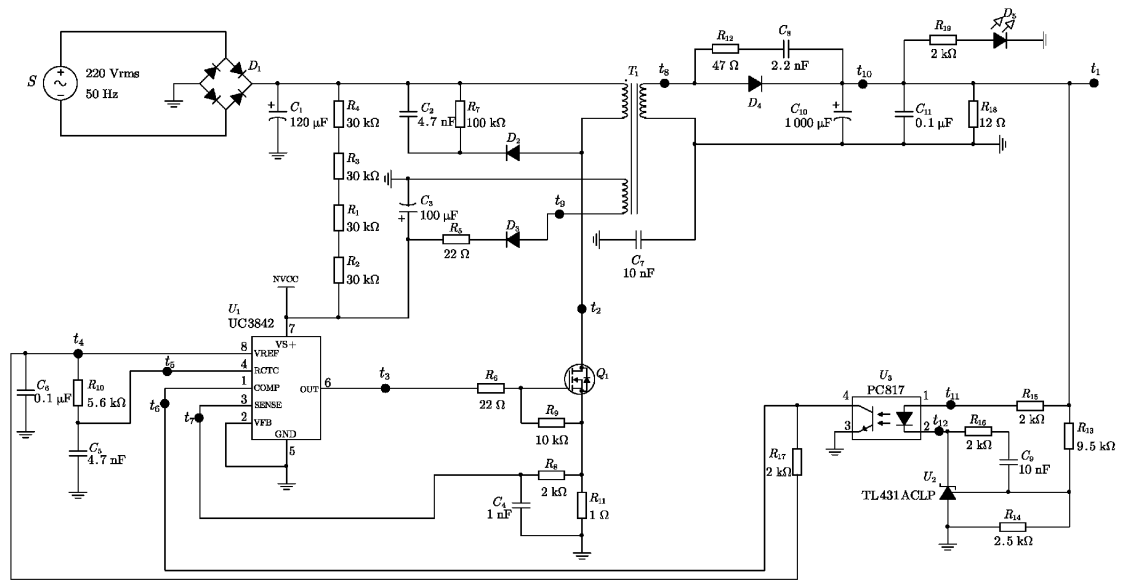 S
220 Vrms
50 Hz
D₁
C₁
120 µF
R₄
30 kΩ
R₃
30 kΩ
R₁
30 kΩ
R₂
30 kΩ
C₂
4.7 nF
R₇
100 kΩ
D₂
C₃
100 µF
R₅
22 Ω
D₃
t₉
T₁
t₈
R₁₂
47 Ω
C₈
2.2 nF
D₄
t₁₀
C₁₀
1 000 µF
C₁₁
0.1 µF
R₁₈
12 Ω
R₁₉
2 kΩ
D₅
t₁
C₇
10 nF
NVCC
U₁
UC3842
7
VS+
8
VREF
4
RCTC
1
COMP
3
SENSE
2
VFB
GND
5
OUT
6
t₄
t₅
t₆
t₇
C₆
0.1 µF
R₁₀
5.6 kΩ
C₅
4.7 nF
t₃
t₂
R₆
22 Ω
Q₁
R₉
10 kΩ
R₈
2 kΩ
C₄
1 nF
R₁₁
1 Ω
U₃
PC817
4
3
1
2
t₁₁
t₁₂
R₁₅
2 kΩ
R₁₆
2 kΩ
R₁₃
9.5 kΩ
C₉
10 nF
R₁₇
2 kΩ
U₂
TL431ACLP
R₁₄
2.5 kΩ